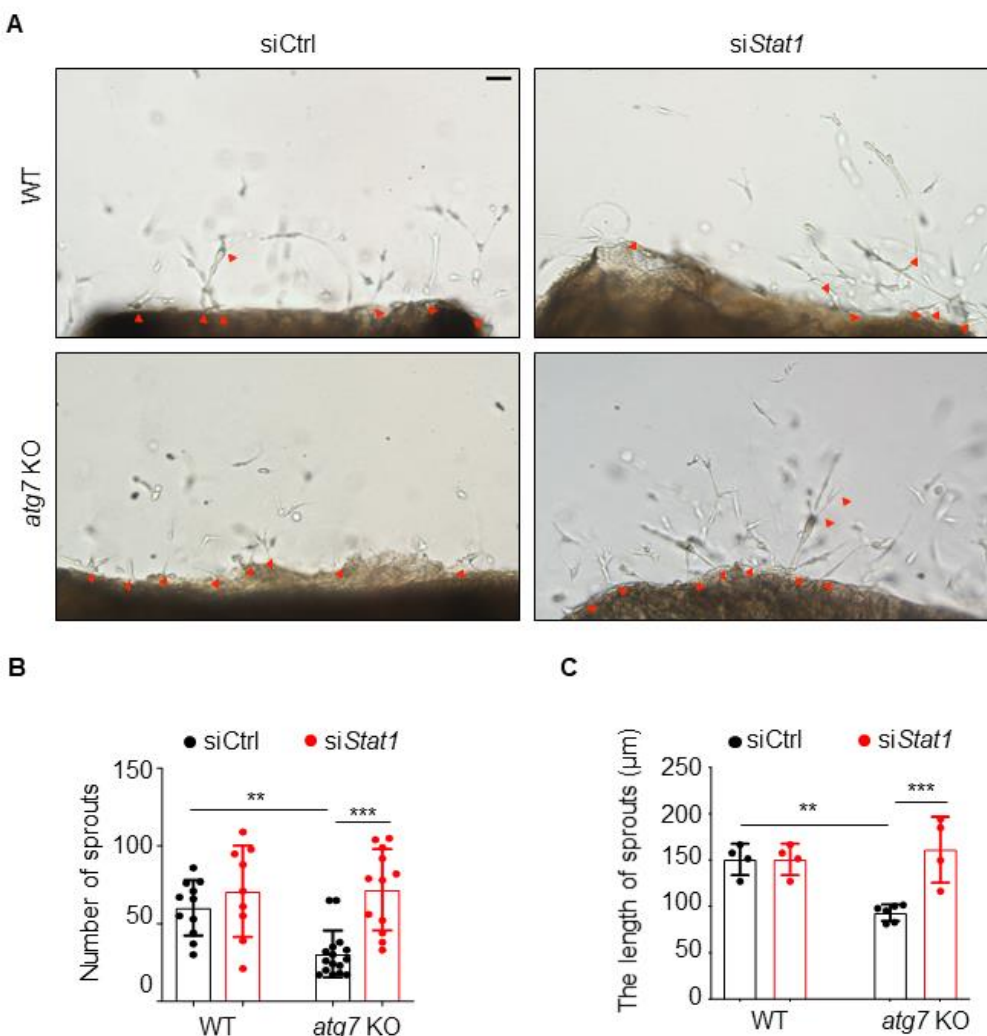 A
siCtrl
siStat1
WT
atg7 KO
B
C
siCtrl
siStat1
Number of sprouts
150
100
50
0
**
***
WT
atg7 KO
siCtrl
siStat1
The length of sprouts (µm)
250
200
150
100
50
0
**
***
WT
atg7 KO